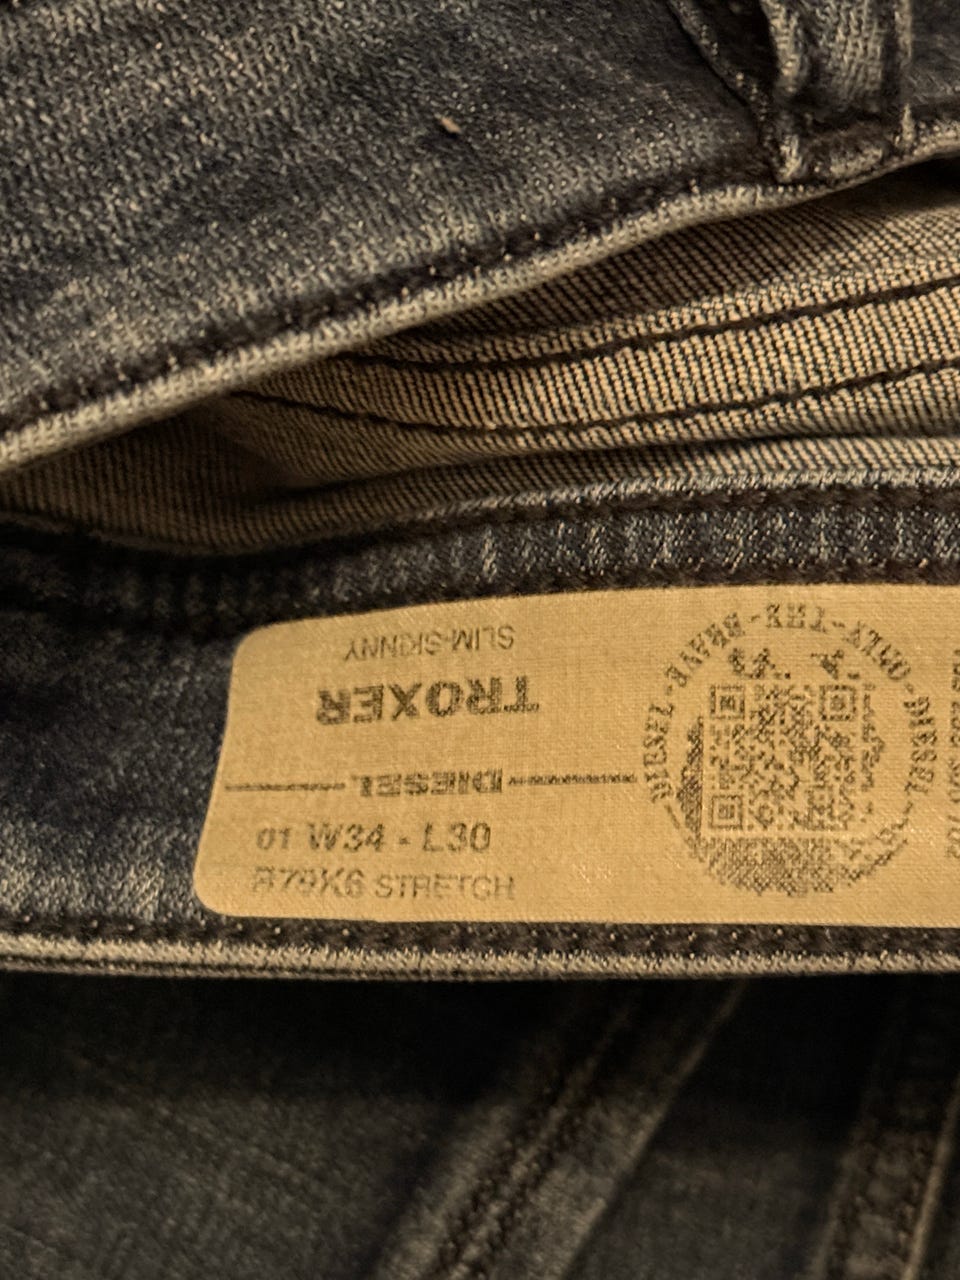 SLIM-SKINNY
TROXER
DIESEL
01 W34 - L30
R79K6 STRETCH
DIESEL - BRAVE - ONLY - THE - DIESEL